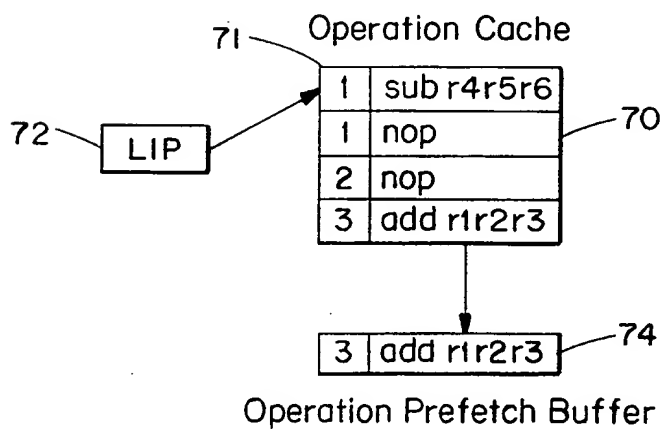 71 Operation Cache
1 sub r4r5r6
72 LIP
1 nop
70
2 nop
3 add r1r2r3
3 add r1r2r3
74
Operation Prefetch Buffer